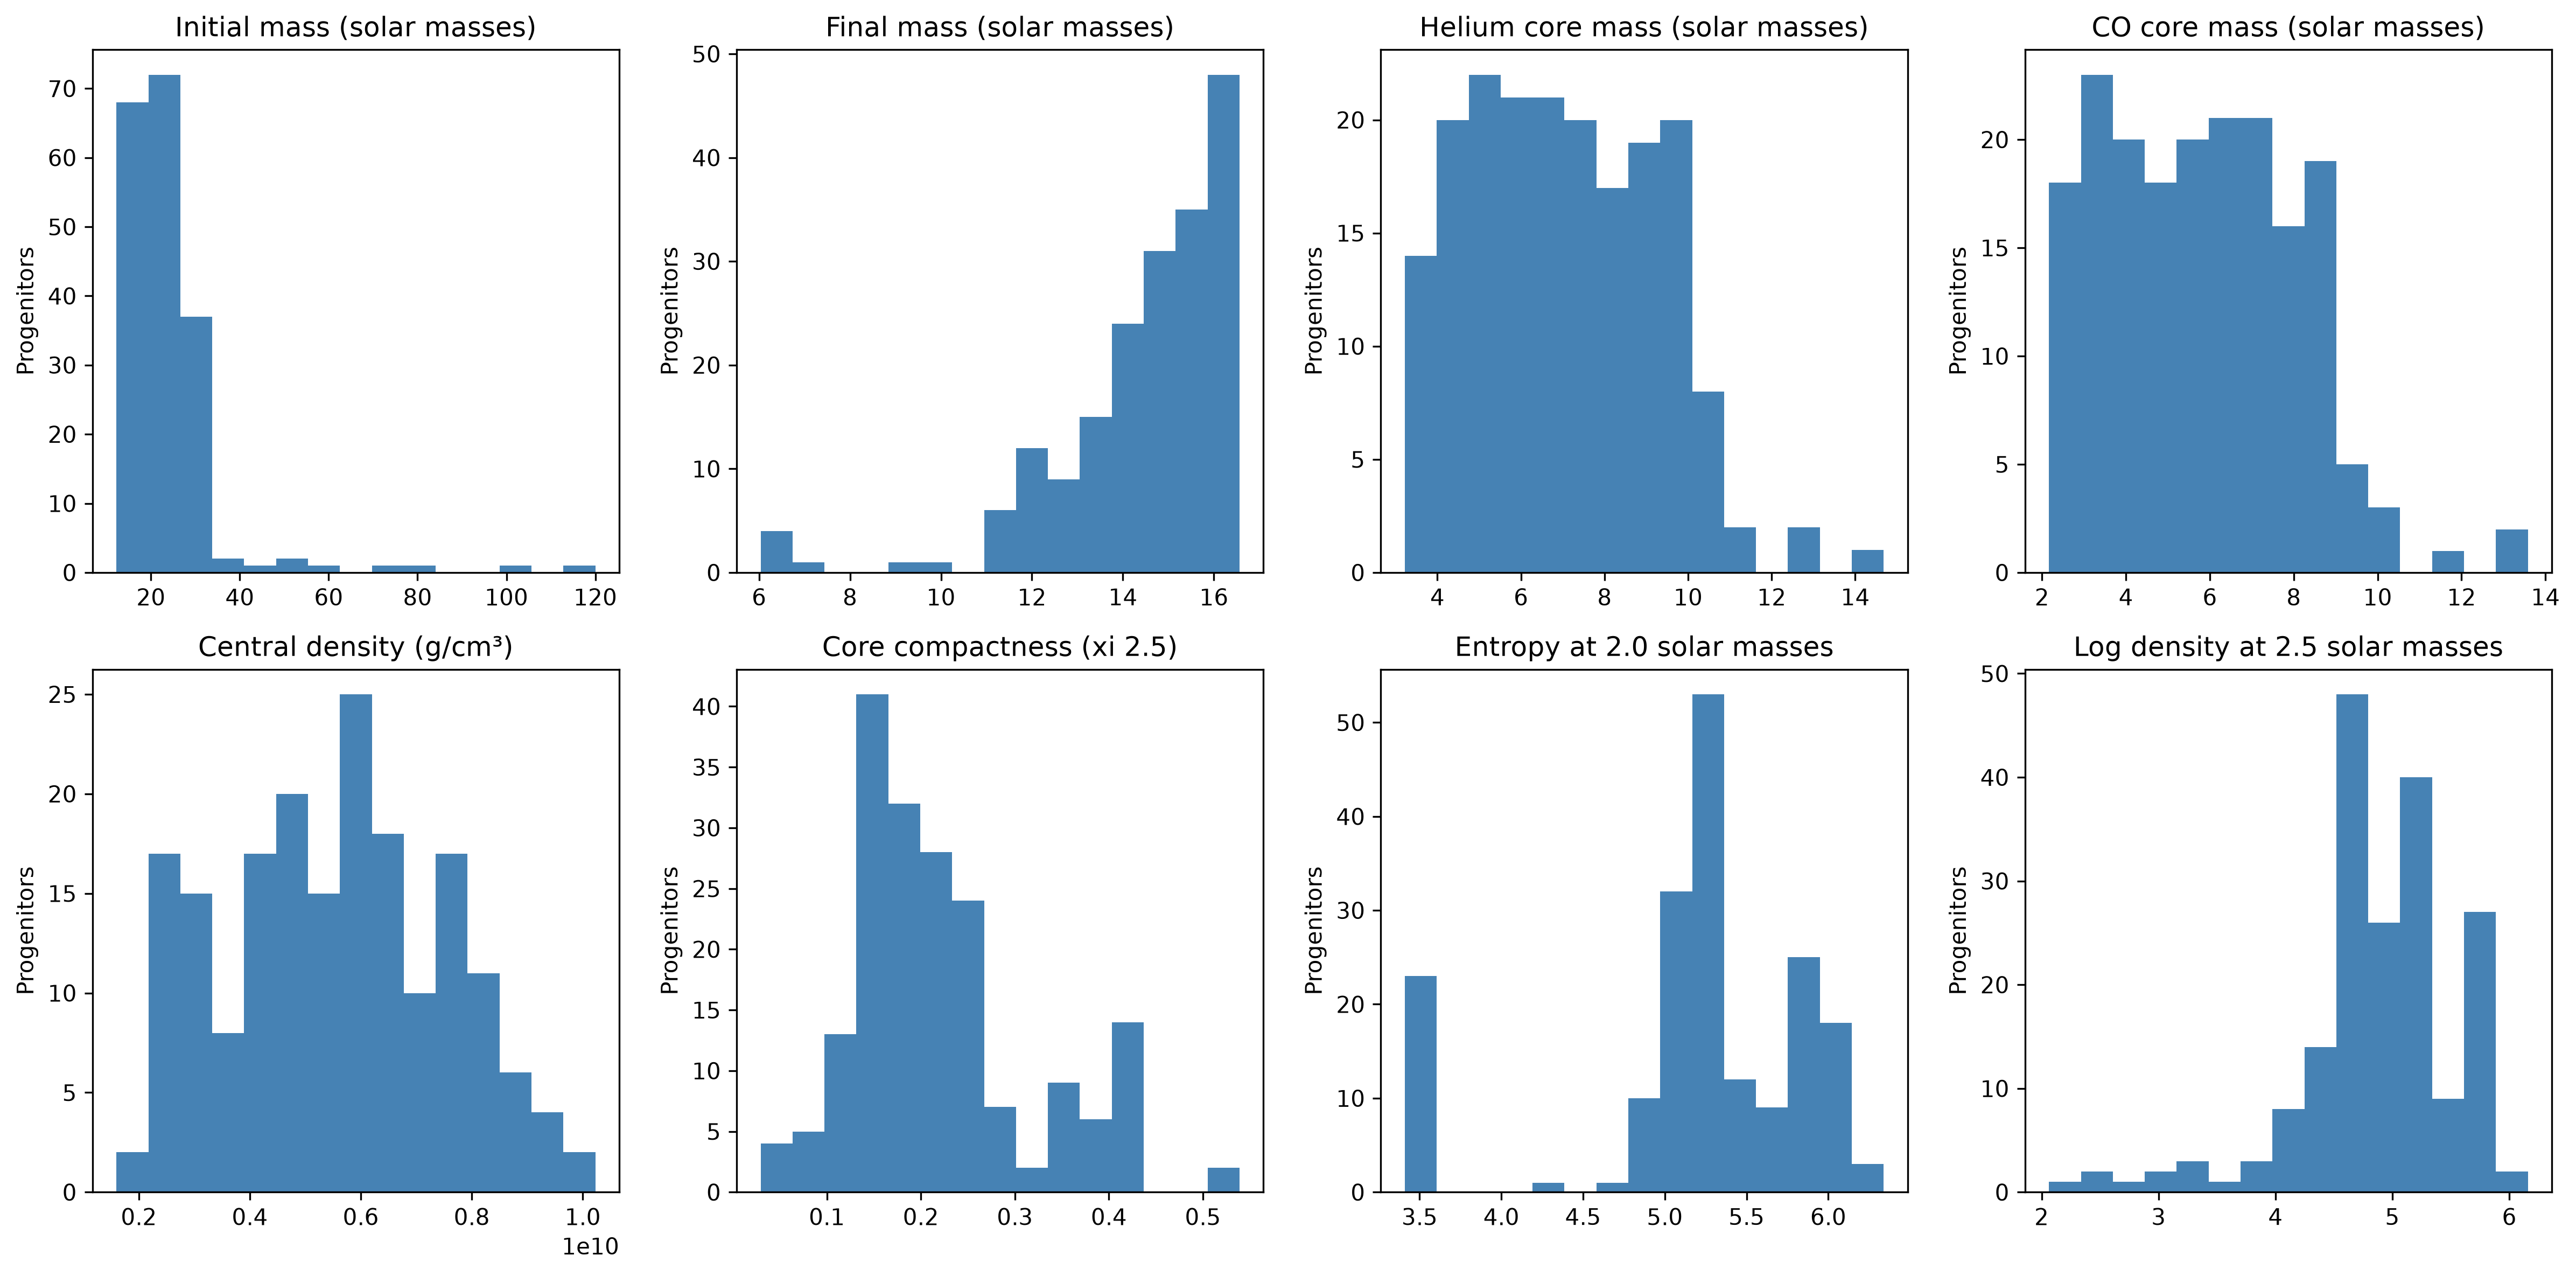 Initial mass (solar masses)
Progenitors
70
60
50
40
30
20
10
0
20 40 60 80 100 120
Final mass (solar masses)
Progenitors
50
40
30
20
10
0
6 8 10 12 14 16
Helium core mass (solar masses)
Progenitors
20
15
10
5
0
4 6 8 10 12 14
CO core mass (solar masses)
Progenitors
20
15
10
5
0
2 4 6 8 10 12 14
Central density (g/cm³)
Progenitors
25
20
15
10
5
0
0.2 0.4 0.6 0.8 1.0
1e10
Core compactness (xi 2.5)
Progenitors
40
35
30
25
20
15
10
5
0
0.1 0.2 0.3 0.4 0.5
Entropy at 2.0 solar masses
Progenitors
50
40
30
20
10
0
3.5 4.0 4.5 5.0 5.5 6.0
Log density at 2.5 solar masses
Progenitors
50
40
30
20
10
0
2 3 4 5 6